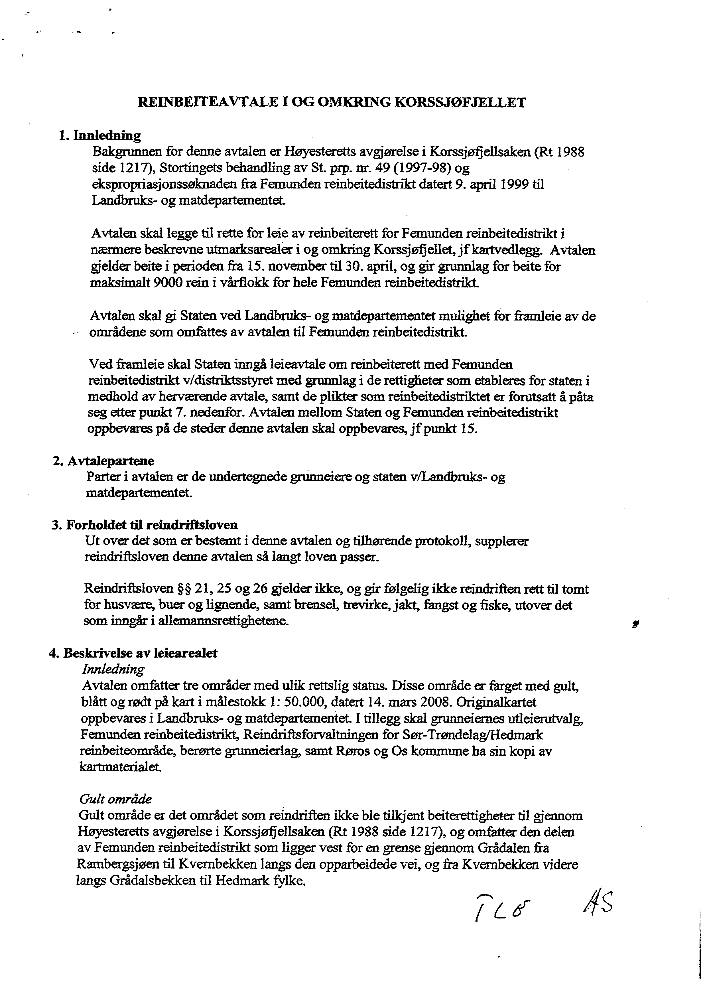 REINBEITEAVTALE I OG OMKRING KORSSJØFJELLET
1. Innledning
Bakgrunnen for denne avtalen er Høyesteretts avgjørelse i Korssjøfjellsaken (Rt 1988
side 1217), Stortingets behandling av St. prp. nr. 49 (1997-98) og
ekspropriasjonssøknaden fra Femunden reinbeitedistrikt datert 9. april 1999 til
Landbruks- og matdepartementet.
Avtalen skal legge til rette for leie av reinbeiterett for Femunden reinbeitedistrikt i
nærmere beskrevne utmarksarealer i og omkring Korssjøfjellet, jf kartvedlegg. Avtalen
gjelder beite i perioden fra 15. november til 30. april, og gir grunnlag for beite for
maksimalt 9000 rein i vårflokk for hele Femunden reinbeitedistrikt.
Avtalen skal gi Staten ved Landbruks- og matdepartementet mulighet for framleie av de
områdene som omfattes av avtalen til Femunden reinbeitedistrikt.
Ved framleie skal Staten inngå leieavtale om reinbeiterett med Femunden
reinbeitedistrikt v/distriktsstyret med grunnlag i de rettigheter som etableres for staten i
medhold av herværende avtale, samt de plikter som reinbeitedistriktet er forutsatt å påta
seg etter punkt 7. nedenfor. Avtalen mellom Staten og Femunden reinbeitedistrikt
oppbevares på de steder denne avtalen skal oppbevares, jf punkt 15.
2. Avtalepartene
Parter i avtalen er de undertegnede grunneiere og staten v/Landbruks- og
matdepartementet.
3. Forholdet til reindriftsloven
Ut over det som er bestemt i denne avtalen og tilhørende protokoll, supplerer
reindriftsloven denne avtalen så langt loven passer.
Reindriftsloven §§ 21, 25 og 26 gjelder ikke, og gir følgelig ikke reindriften rett til tomt
for husvære, buer og lignende, samt brensel, trevirke, jakt, fangst og fiske, utover det
som inngår i allemannsrettighetene.
4. Beskrivelse av leiearealet
Innledning
Avtalen omfatter tre områder med ulik rettslig status. Disse område er farget med gult,
blått og rødt på kart i målestokk 1: 50.000, datert 14. mars 2008. Originalkartet
oppbevares i Landbruks- og matdepartementet. I tillegg skal grunneiernes utleierutvalg,
Femunden reinbeitedistrikt, Reindriftsforvaltningen for Sør-Trøndelag/Hedmark
reinbeiteområde, berørte grunneierlag, samt Røros og Os kommune ha sin kopi av
kartmaterialet.
Gult område
Gult område er det området som reindriften ikke ble tilkjent beiterettigheter til gjennom
Høyesteretts avgjørelse i Korssjøfjellsaken (Rt 1988 side 1217), og omfatter den delen
av Femunden reinbeitedistrikt som ligger vest for en grense gjennom Grådalen fra
Rambergsjøen til Kvernbekken langs den opparbeidede vei, og fra Kvernbekken videre
langs Grådalsbekken til Hedmark fylke.
AS